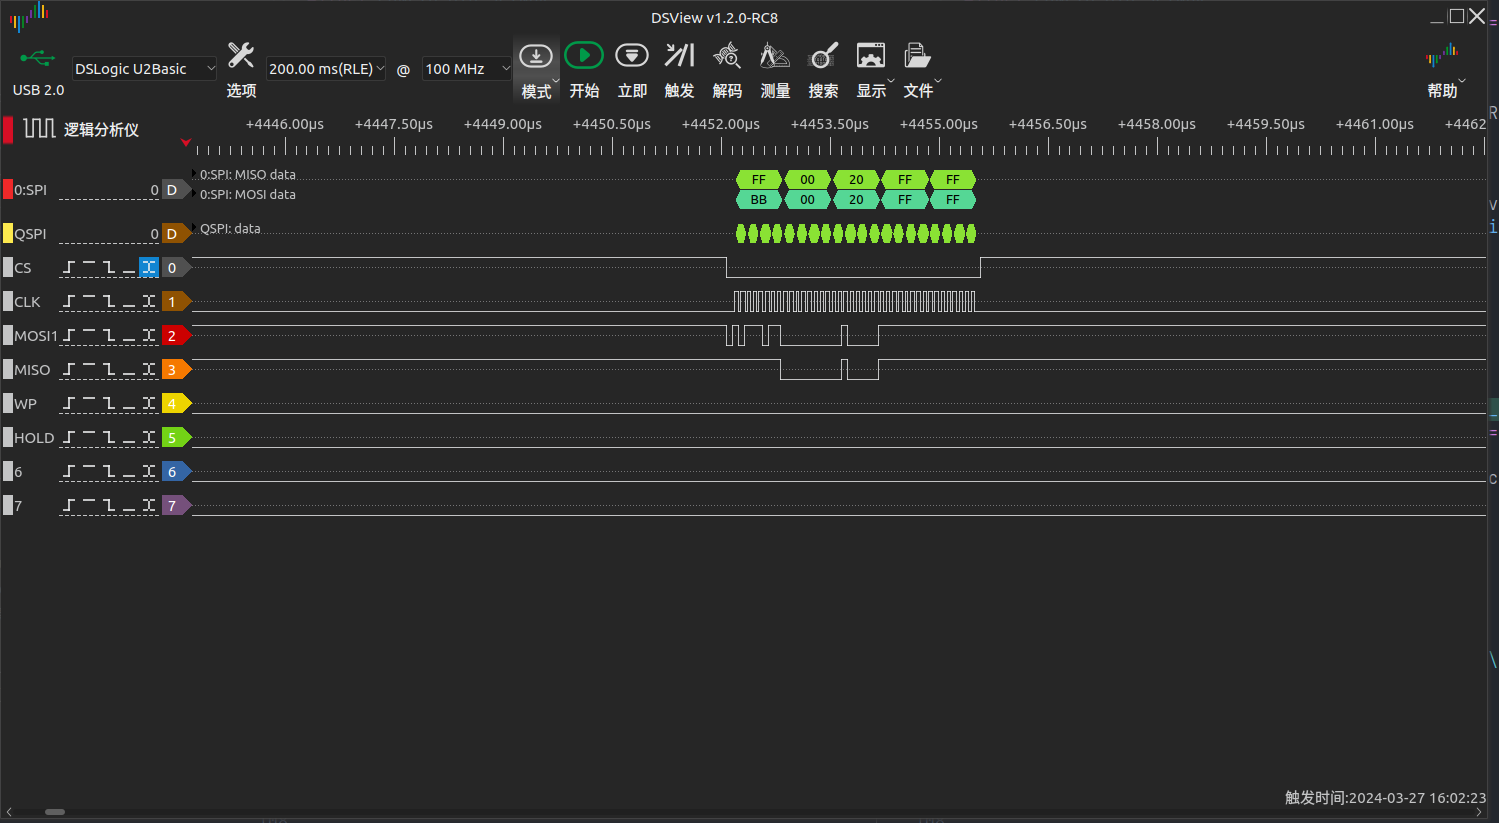 DSView v1.2.0-RC8
USB 2.0
DSLogic U2Basic
选项
200.00 ms(RLE)
@
100 MHz
模式
开始
立即
触发
解码
测量
搜索
显示
文件
帮助
逻辑分析仪
+4446.00μs +4447.50μs +4449.00μs +4450.50μs +4452.00μs +4453.50μs +4455.00μs +4456.50μs +4458.00μs +4459.50μs +4461.00μs +4462
0:SPI 0 D
0:SPI: MISO data FF 00 20 FF FF
0:SPI: MOSI data BB 00 20 FF FF
QSPI 0 D QSPI: data
CS 0
CLK 1
MOSI1 2
MISO 3
WP 4
HOLD 5
6 6
7 7
触发时间:2024-03-27 16:02:23